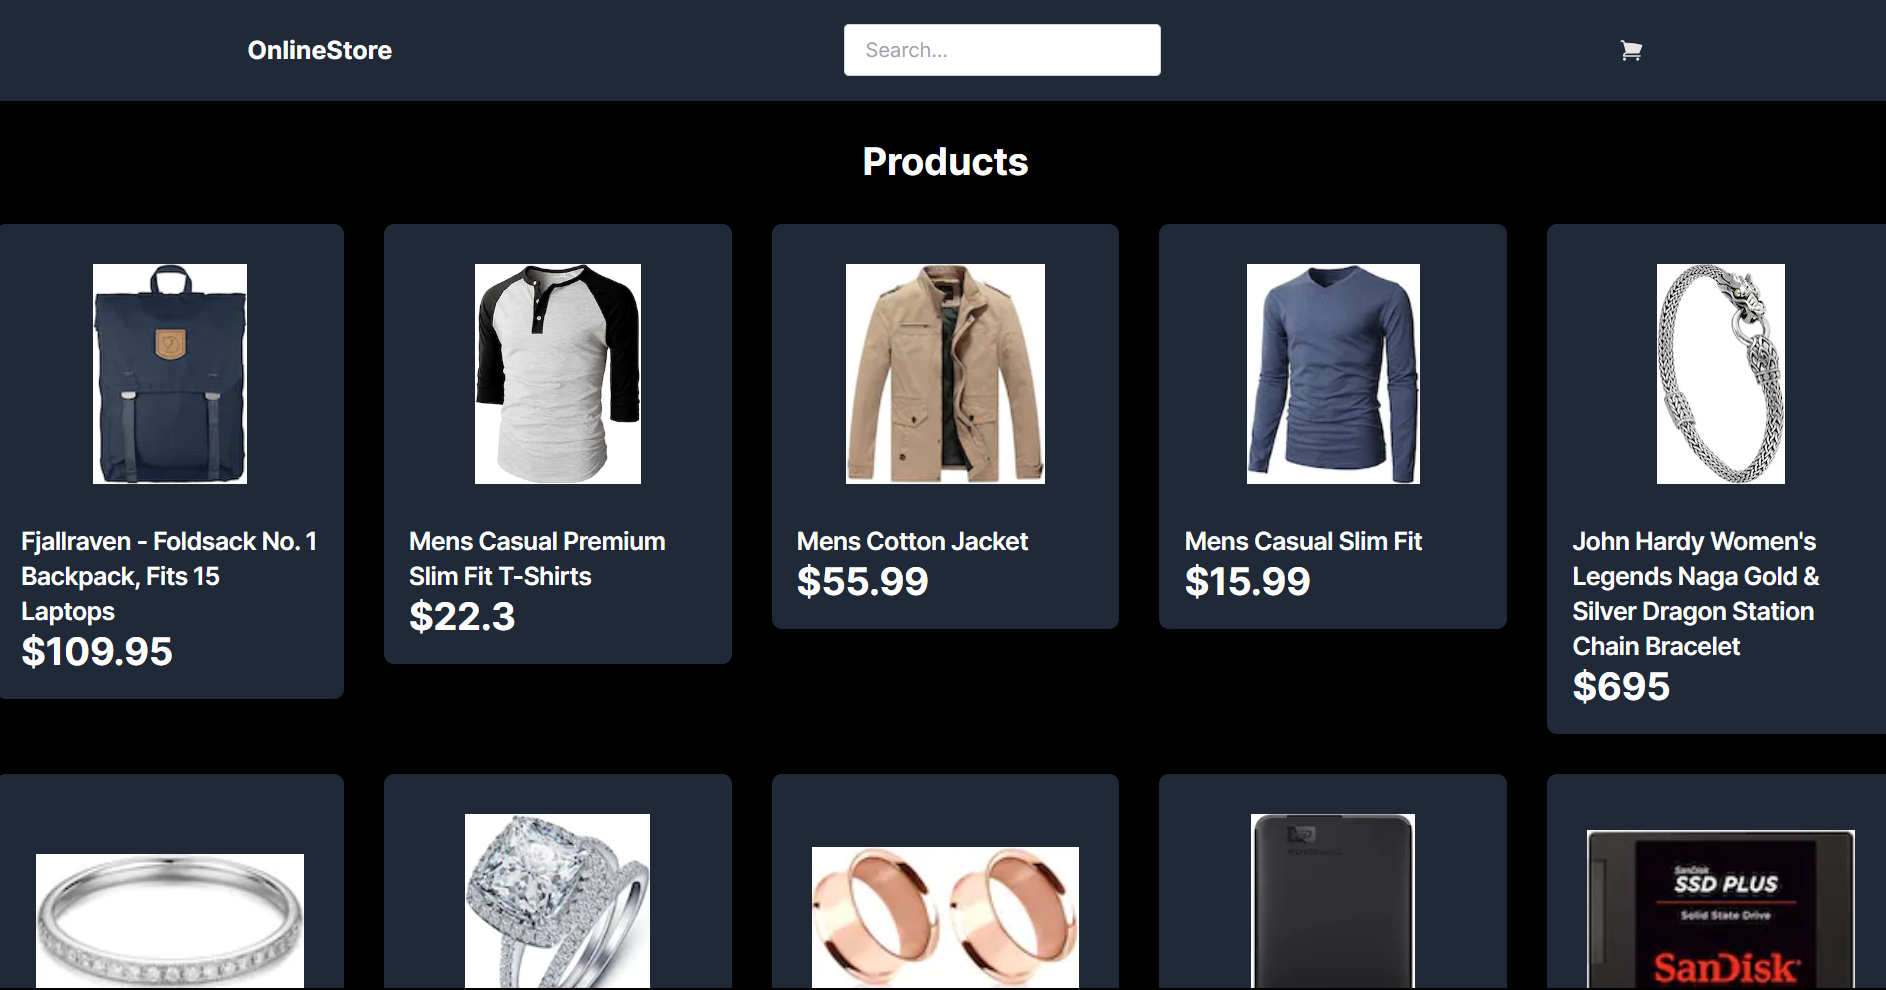 OnlineStore
Search...
Products
Fjallraven - Foldsack No. 1
Backpack, Fits 15
Laptops
$109.95
Mens Casual Premium
Slim Fit T-Shirts
$22.3
Mens Cotton Jacket
$55.99
Mens Casual Slim Fit
$15.99
John Hardy Women's
Legends Naga Gold &
Silver Dragon Station
Chain Bracelet
$695
SanDisk
SSD PLUS
Solid State Drive
SanDisk